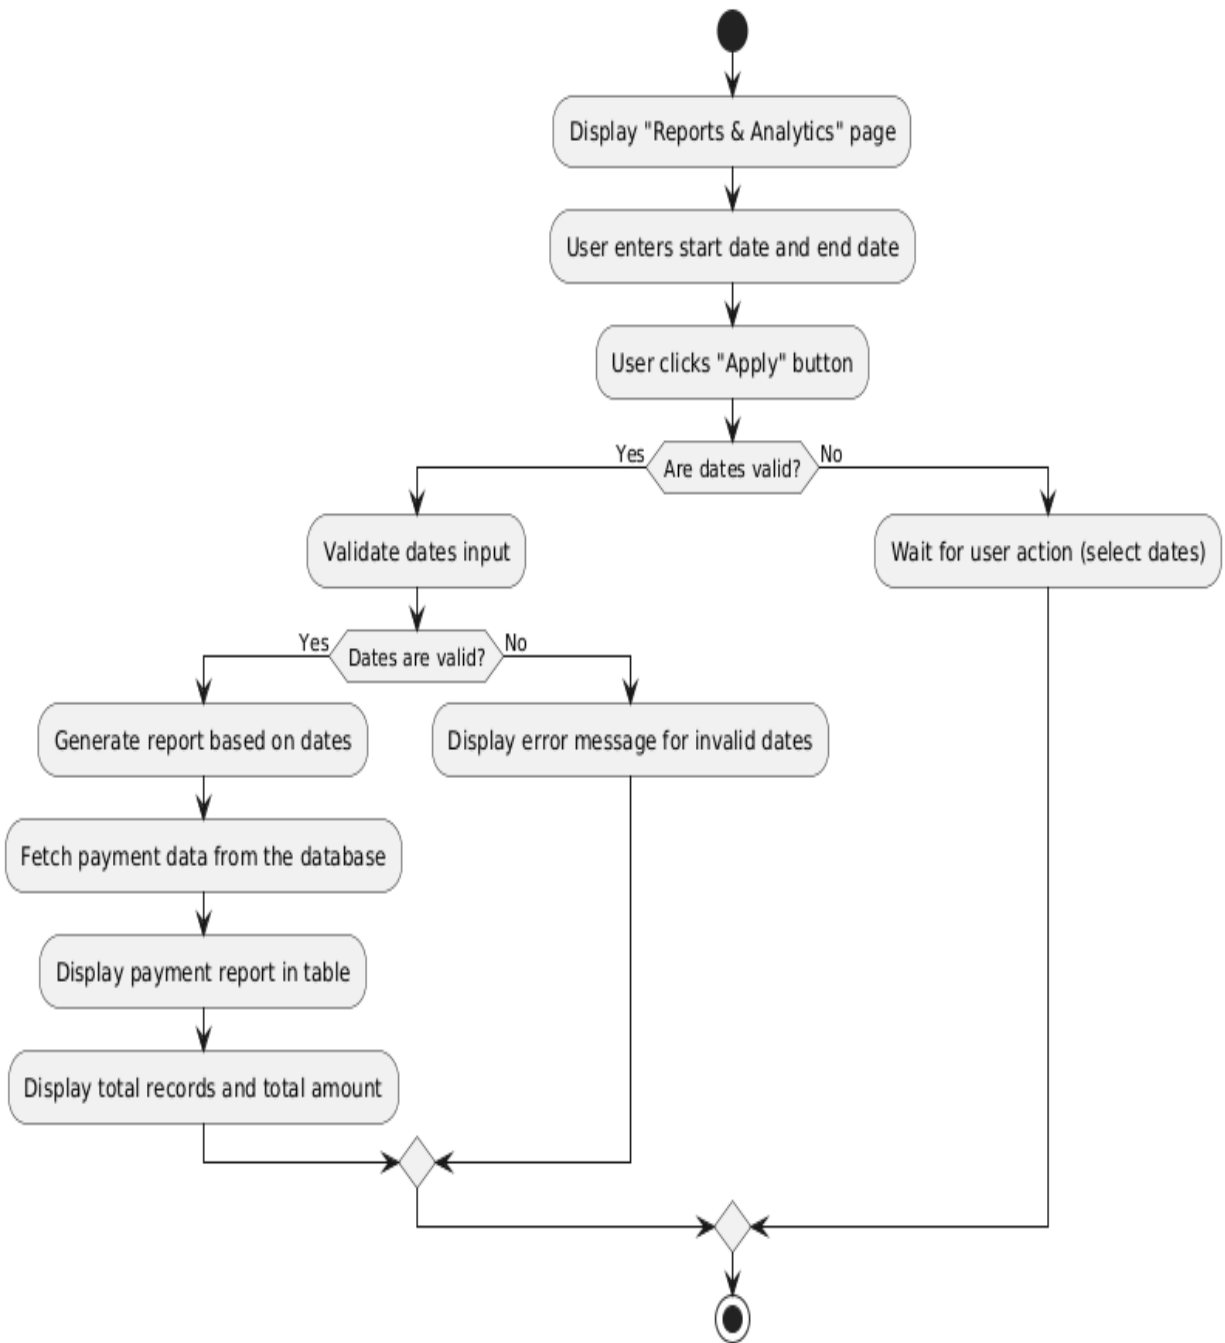 Display "Reports & Analytics" page
User enters start date and end date
User clicks "Apply" button
Yes
Are dates valid?
No
Validate dates input
Wait for user action (select dates)
Yes
Dates are valid?
No
Generate report based on dates
Display error message for invalid dates
Fetch payment data from the database
Display payment report in table
Display total records and total amount